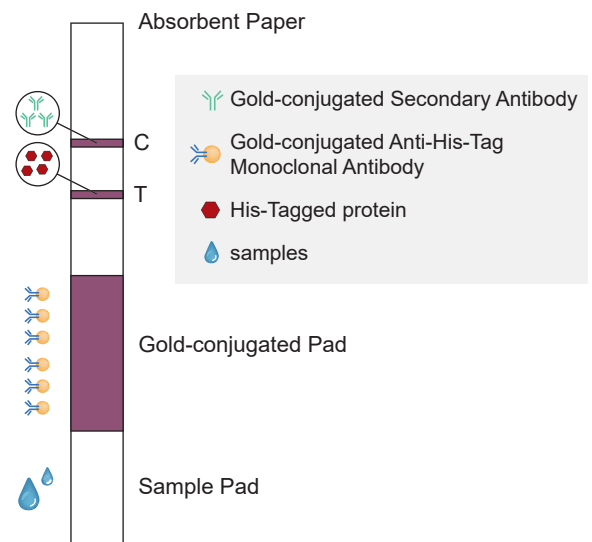 Absorbent Paper
Gold-conjugated Secondary Antibody
C
Gold-conjugated Anti-His-Tag
Monoclonal Antibody
T
His-Tagged protein
samples
Gold-conjugated Pad
Sample Pad